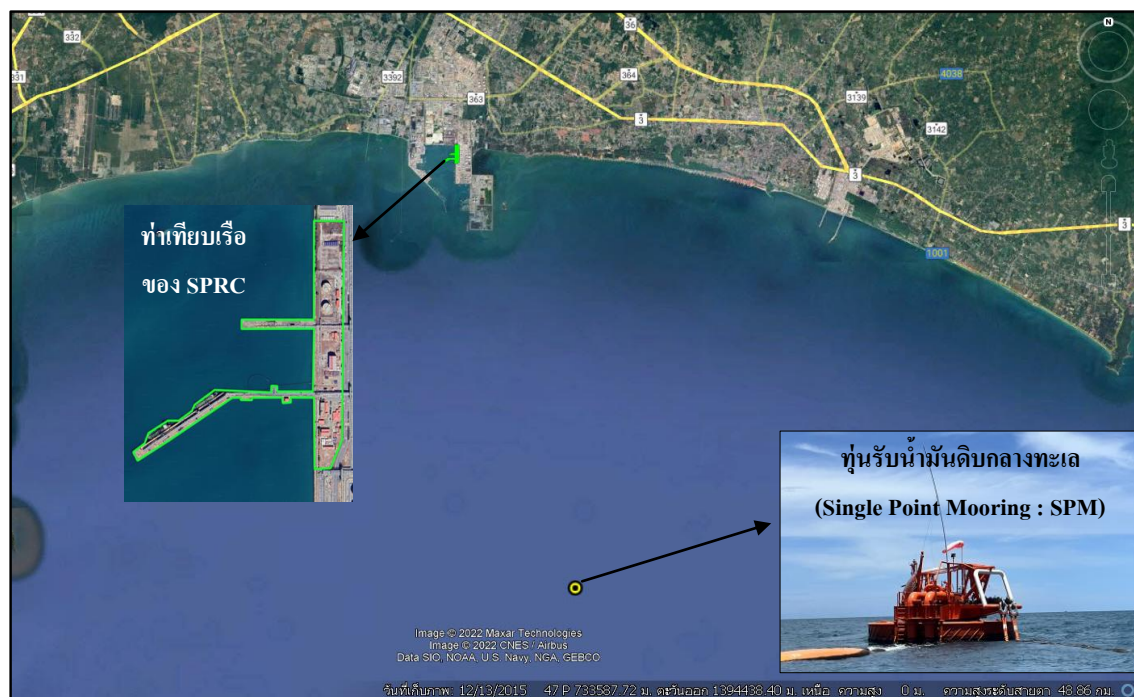 N
36
332
331
3392
364
4038
363
3139
3
3142
3
3
1001
ท่าเทียบเรือ
ของ SPRC
ทุ่นรับน้ำมันดิบกลางทะเล
(Single Point Mooring : SPM)
Image © 2022 Maxar Technologies
Image © 2022 CNES / Airbus
Data SIO, NOAA, U.S. Navy, NGA, GEBCO
วันที่เก็บภาพ: 12/13/2015 47 P 733587.72 ม. ตะวันออก 1394438.40 ม. เหนือ ความสูง 0 ม. ความสูงระดับสายตา 48.86 กม.